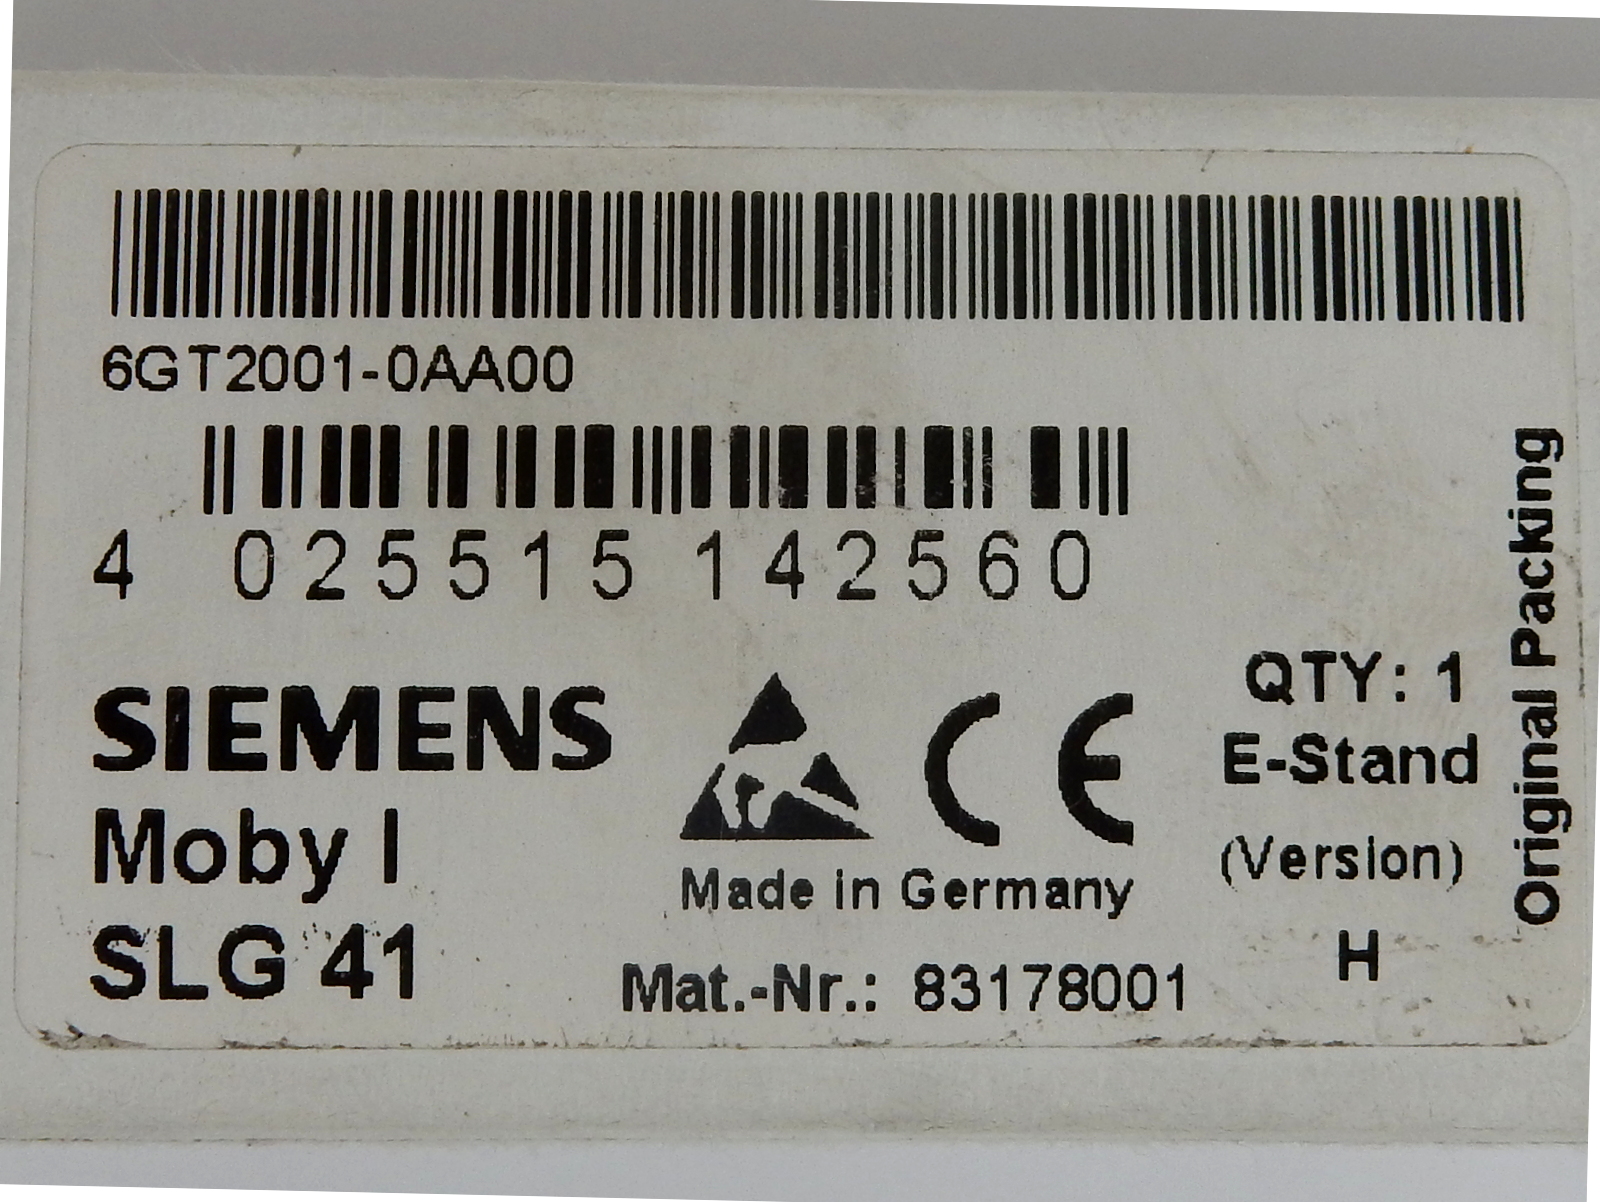 6GT2001-0AA00
4 025515 142560
SIEMENS
Moby I
SLG 41
CE
Made in Germany
Mat.-Nr.: 83178001
QTY: 1
E-Stand
(Version)
H
Original Packing